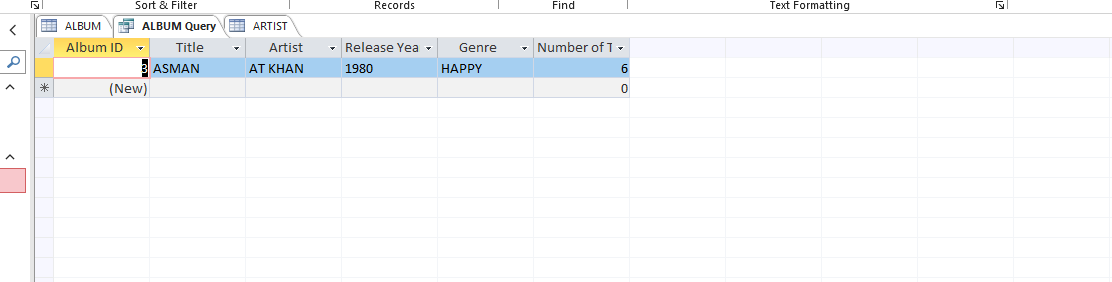 Sort & Filter Records Find Text Formatting
ALBUM ALBUM Query ARTIST
Album ID Title Artist Release Yea Genre Number of T
3 ASMAN AT KHAN 1980 HAPPY 6
(New) 0